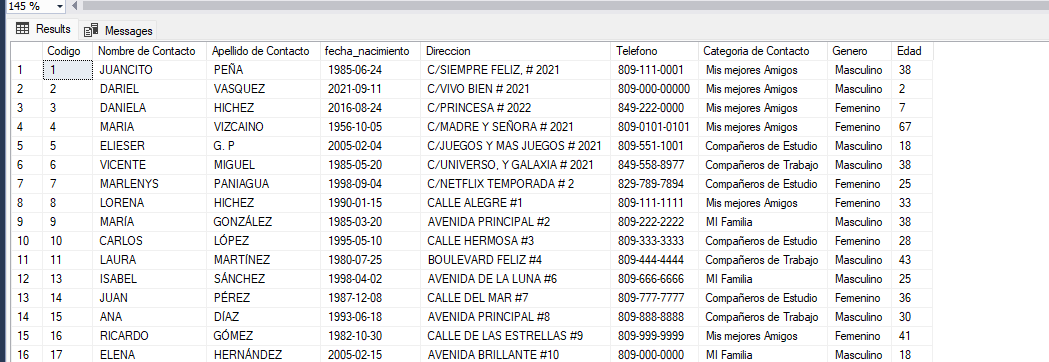 145 %
Results Messages
Codigo Nombre de Contacto Apellido de Contacto fecha_nacimiento Direccion Telefono Categoria de Contacto Genero Edad
1 1 JUANCITO PEÑA 1985-06-24 C/SIEMPRE FELIZ, # 2021 809-111-0001 Mis mejores Amigos Masculino 38
2 2 DARIEL VASQUEZ 2021-09-11 C/VIVO BIEN # 2021 809-000-00000 Mis mejores Amigos Masculino 2
3 3 DANIELA HICHEZ 2016-08-24 C/PRINCESA # 2022 849-222-0000 Mis mejores Amigos Femenino 7
4 4 MARIA VIZCAINO 1956-10-05 C/MADRE Y SEÑORA # 2021 809-0101-0101 Mis mejores Amigos Femenino 67
5 5 ELIESER G. P 2005-02-04 C/JUEGOS Y MAS JUEGOS # 2021 809-551-1001 Compañeros de Estudio Masculino 18
6 6 VICENTE MIGUEL 1985-05-20 C/UNIVERSO, Y GALAXIA # 2021 849-558-8977 Compañeros de Trabajo Masculino 38
7 7 MARLENYS PANIAGUA 1998-09-04 C/NETFLIX TEMPORADA # 2 829-789-7894 Compañeros de Estudio Femenino 25
8 8 LORENA HICHEZ 1990-01-15 CALLE ALEGRE #1 809-111-1111 Mis mejores Amigos Femenino 33
9 9 MARÍA GONZÁLEZ 1985-03-20 AVENIDA PRINCIPAL #2 809-222-2222 MI Familia Masculino 38
10 10 CARLOS LÓPEZ 1995-05-10 CALLE HERMOSA #3 809-333-3333 Compañeros de Estudio Femenino 28
11 11 LAURA MARTÍNEZ 1980-07-25 BOULEVARD FELIZ #4 809-444-4444 Compañeros de Trabajo Masculino 43
12 13 ISABEL SÁNCHEZ 1998-04-02 AVENIDA DE LA LUNA #6 809-666-6666 MI Familia Masculino 25
13 14 JUAN PÉREZ 1987-12-08 CALLE DEL MAR #7 809-777-7777 Compañeros de Estudio Femenino 36
14 15 ANA DÍAZ 1993-06-18 AVENIDA PRINCIPAL #8 809-888-8888 Compañeros de Trabajo Masculino 30
15 16 RICARDO GÓMEZ 1982-10-30 CALLE DE LAS ESTRELLAS #9 809-999-9999 Mis mejores Amigos Femenino 41
16 17 ELENA HERNÁNDEZ 2005-02-15 AVENIDA BRILLANTE #10 809-000-0000 MI Familia Masculino 18